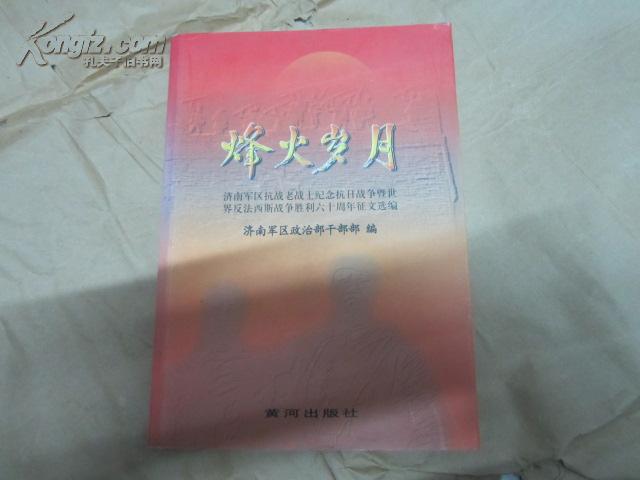 Kongfz.com
孔夫子旧书网
烽火岁月
济南军区抗战老战士纪念抗日战争暨世
界反法西斯战争胜利六十周年征文选编
济南军区政治部干部部 编
黄河出版社